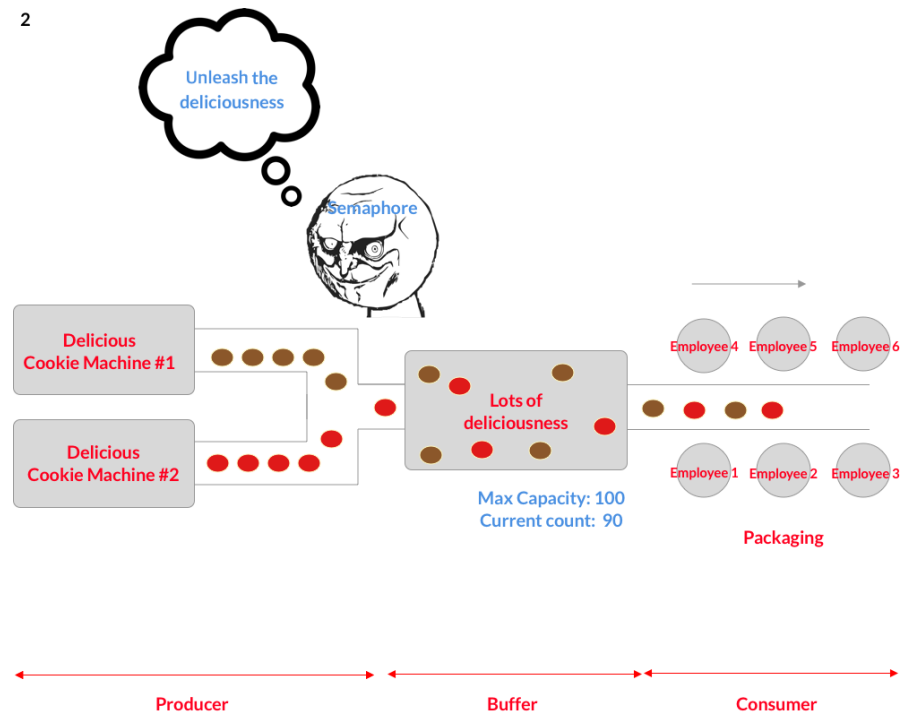 2
Unleash the
deliciousness
Semaphore
Delicious
Cookie Machine #1
Delicious
Cookie Machine #2
Lots of
deliciousness
Max Capacity: 100
Current count: 90
Employee 4
Employee 5
Employee 6
Employee 1
Employee 2
Employee 3
Packaging
Producer
Buffer
Consumer